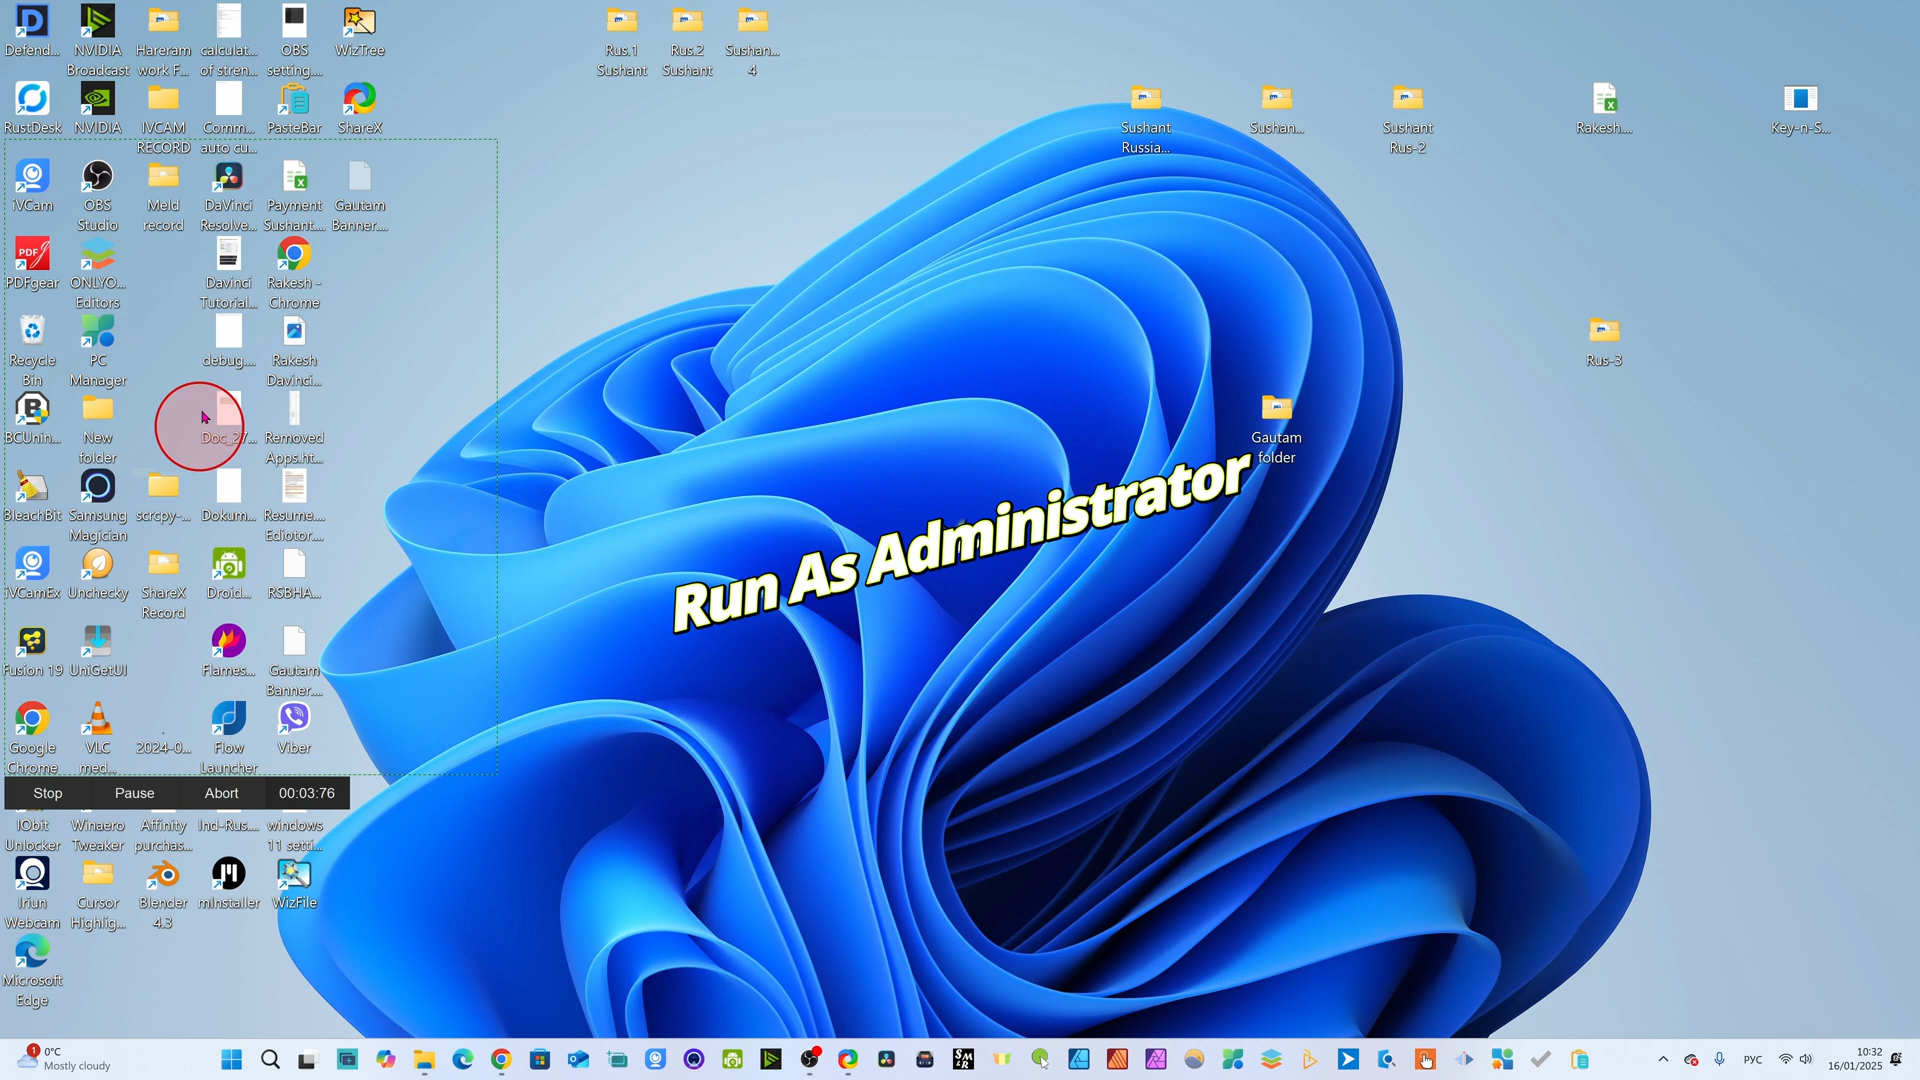 Defend...
NVIDIA
Broadcast
Hareram
work F...
calculat...
of stren...
OBS
setting....
WizTree
Rus.1
Sushant
Rus.2
Sushant
Sushan...
4
RustDesk
NVIDIA
IVCAM
RECORD
Comm...
auto cu...
PasteBar
ShareX
Sushant
Russia...
Sushan...
Sushant
Rus-2
Rakesh....
Key-n-S...
iVCam
OBS
Studio
Meld
record
DaVinci
Resolve...
Payment
Sushant....
Gautam
Banner....
PDF
PDFgear
ONLYO...
Editors
Davinci
Tutorial...
Rakesh -
Chrome
Recycle
Bin
PC
Manager
debug....
Rakesh
Davinci...
Rus-3
BCUnin...
New
folder
Doc_27...
Removed
Apps.ht...
Gautam
folder
BleachBit
Samsung
Magician
scrcpy-...
Dokum...
Resume....
Ediotor....
Run As Administrator
iVCamEx
Unchecky
ShareX
Record
Droid...
RSBHA...
Fusion 19
UniGetUI
Flames...
Gautam
Banner....
Google
Chrome
VLC
med...
2024-0...
Flow
Launcher
Viber
Stop
Pause
Abort
00:03:76
IObit
Unlocker
Winaero
Tweaker
Affinity
purchas...
Ind-Rus....
windows
11 setti...
Iriun
Webcam
Cursor
Highlig...
Blender
4.3
mInstaller
WizFile
Microsoft
Edge
1
0°C
Mostly cloudy
РУС
10:32
16/01/2025